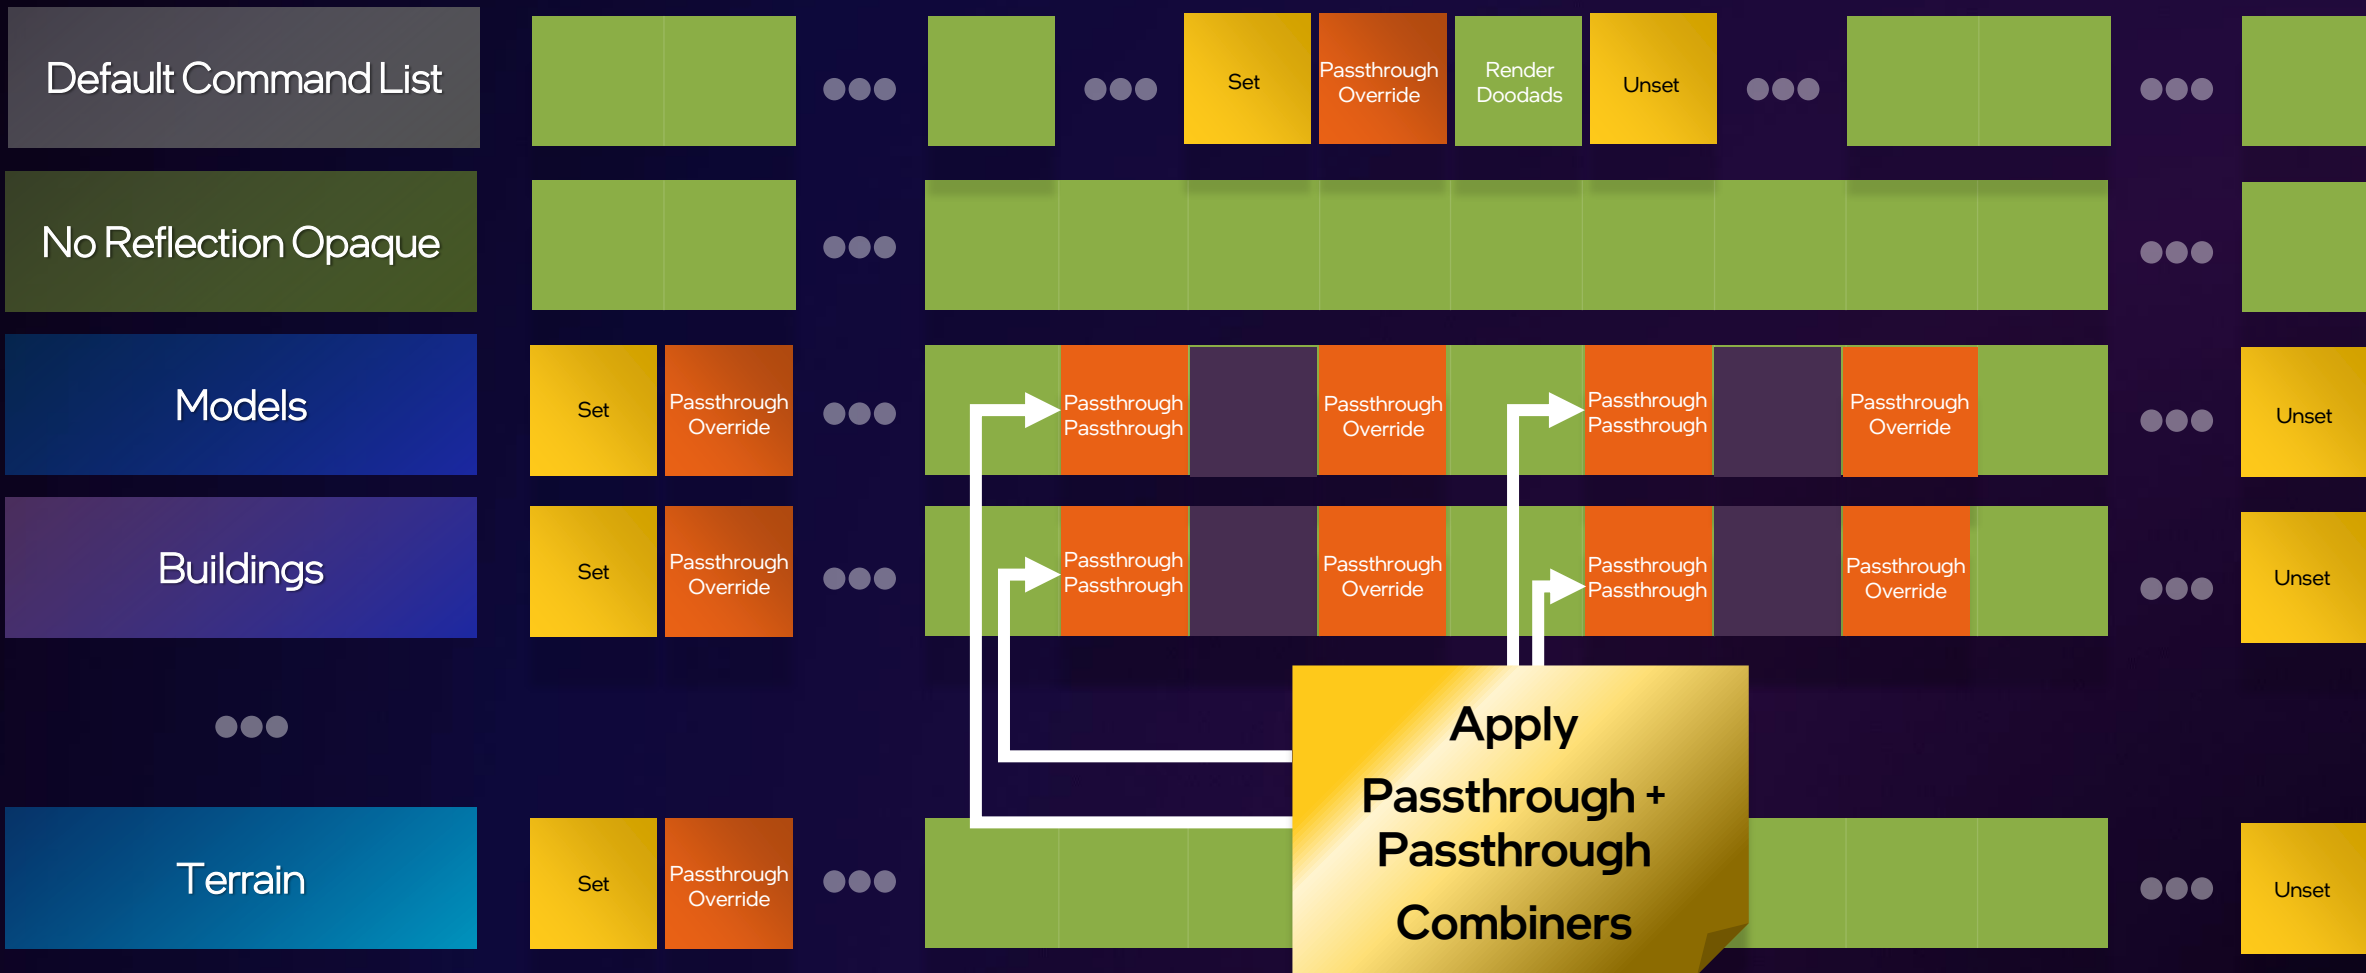 Default Command List
Set
Passthrough
Override
Render
Doodads
Unset
No Reflection Opaque
Models
Set
Passthrough
Override
Passthrough
Passthrough
Passthrough
Override
Passthrough
Passthrough
Passthrough
Override
Unset
Buildings
Set
Passthrough
Override
Passthrough
Passthrough
Passthrough
Override
Passthrough
Passthrough
Passthrough
Override
Unset
Apply
Passthrough +
Passthrough
Combiners
Terrain
Set
Passthrough
Override
Unset